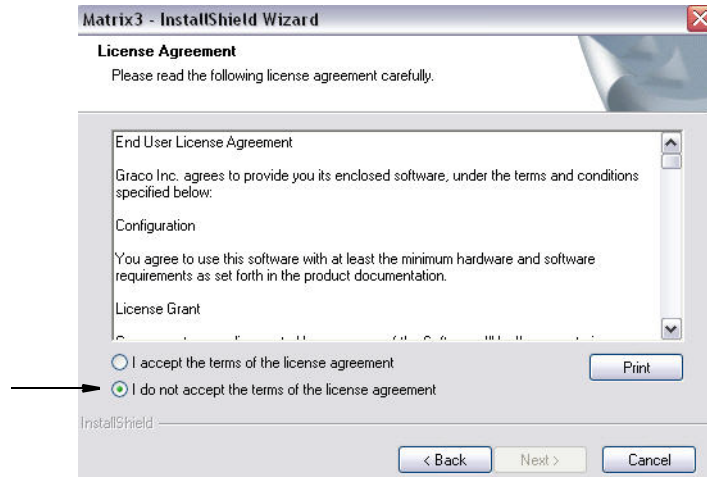 Matrix3 - InstallShield Wizard
License Agreement
Please read the following license agreement carefully.
End User License Agreement
Graco Inc. agrees to provide you its enclosed software, under the terms and conditions
specified below:
Configuration
You agree to use this software with at least the minimum hardware and software
requirements as set forth in the product documentation.
License Grant
I accept the terms of the license agreement
Print
I do not accept the terms of the license agreement
InstallShield
< Back
Next >
Cancel